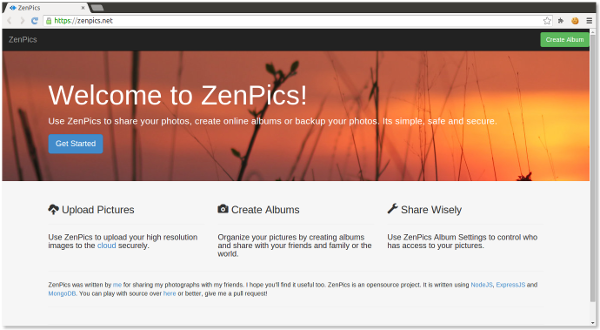 ZenPics
https://zenpics.net
ZenPics
Create Album
Welcome to ZenPics!
Use ZenPics to share your photos, create online albums or backup your photos. Its simple, safe and secure.
Get Started
Upload Pictures
Use ZenPics to upload your high resolution
images to the cloud securely.
Create Albums
Organize your pictures by creating albums
and share with your friends and family or the
world.
Share Wisely
Use ZenPics Album Settings to control who
has access to your pictures.
ZenPics was written by me for sharing my photographs with my friends. I hope you'll find it useful too. ZenPics is an opensource project. It is written using NodeJS, ExpressJS and
MongoDB. You can play with source over here or better, give me a pull request!